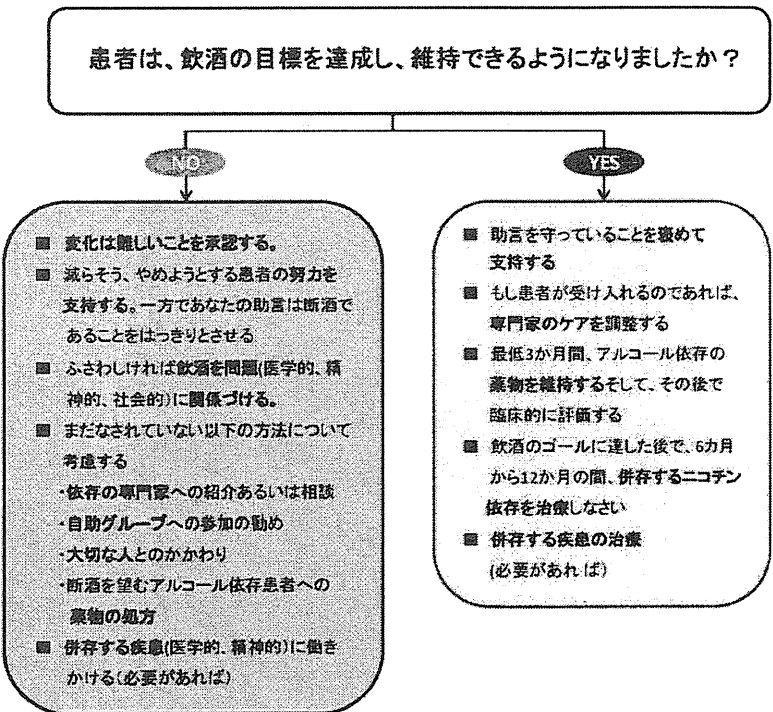 患者は、飲酒の目標を達成し、維持できるようになりましたか？
NO
YES
■ 変化は難しいことを承認する。
■ 減らそう、やめようとする患者の努力を
支持する。一方であなたの助言は断酒で
あることをはっきりとさせる
■ ふさわしければ飲酒を問題(医学的、精
神的、社会的)に関係づける。
■ まだなされていない以下の方法について
考慮する
・依存の専門家への紹介あるいは相談
・自助グループへの参加の勧め
・大切な人とのかかわり
・断酒を望むアルコール依存患者への
薬物の処方
■ 併存する疾患(医学的、精神的)に働き
かける(必要があれば)
■ 助言を守っていることを褒めて
支持する
■ もし患者が受け入れるのであれば、
専門家のケアを調整する
■ 最低3か月間、アルコール依存の
薬物を維持するそして、その後で
臨床的に評価する
■ 飲酒のゴールに達した後で、6カ月
から12か月の間、併存するニコチン
依存を治療しなさい
■ 併存する疾患の治療
(必要があれば)